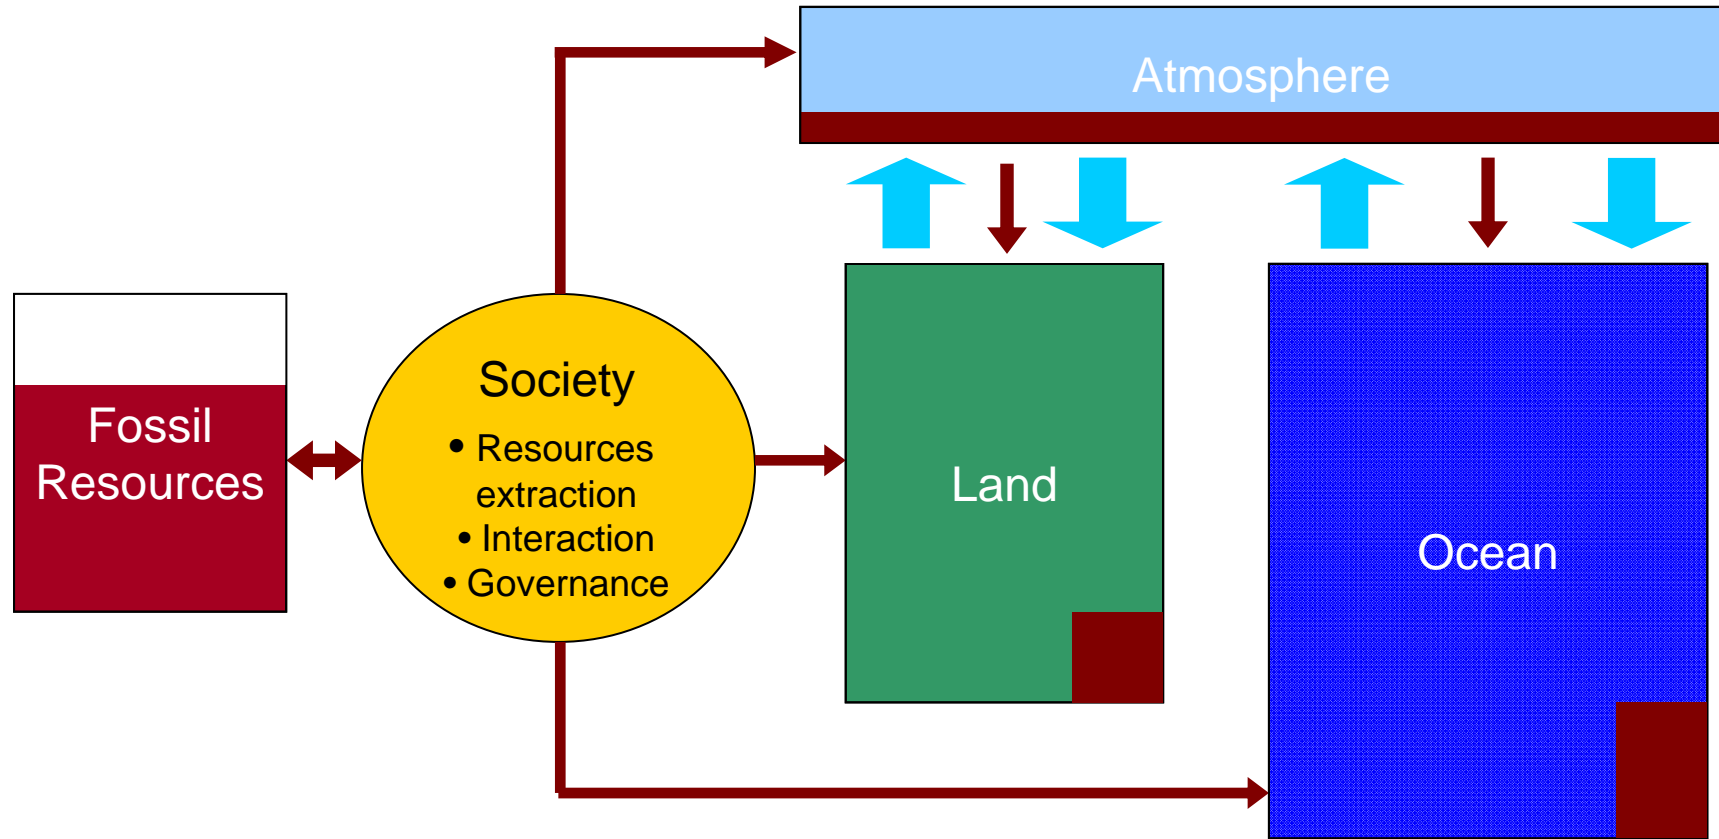 Atmosphere
Fossil
Resources
Society
• Resources
extraction
• Interaction
• Governance
Land
Ocean